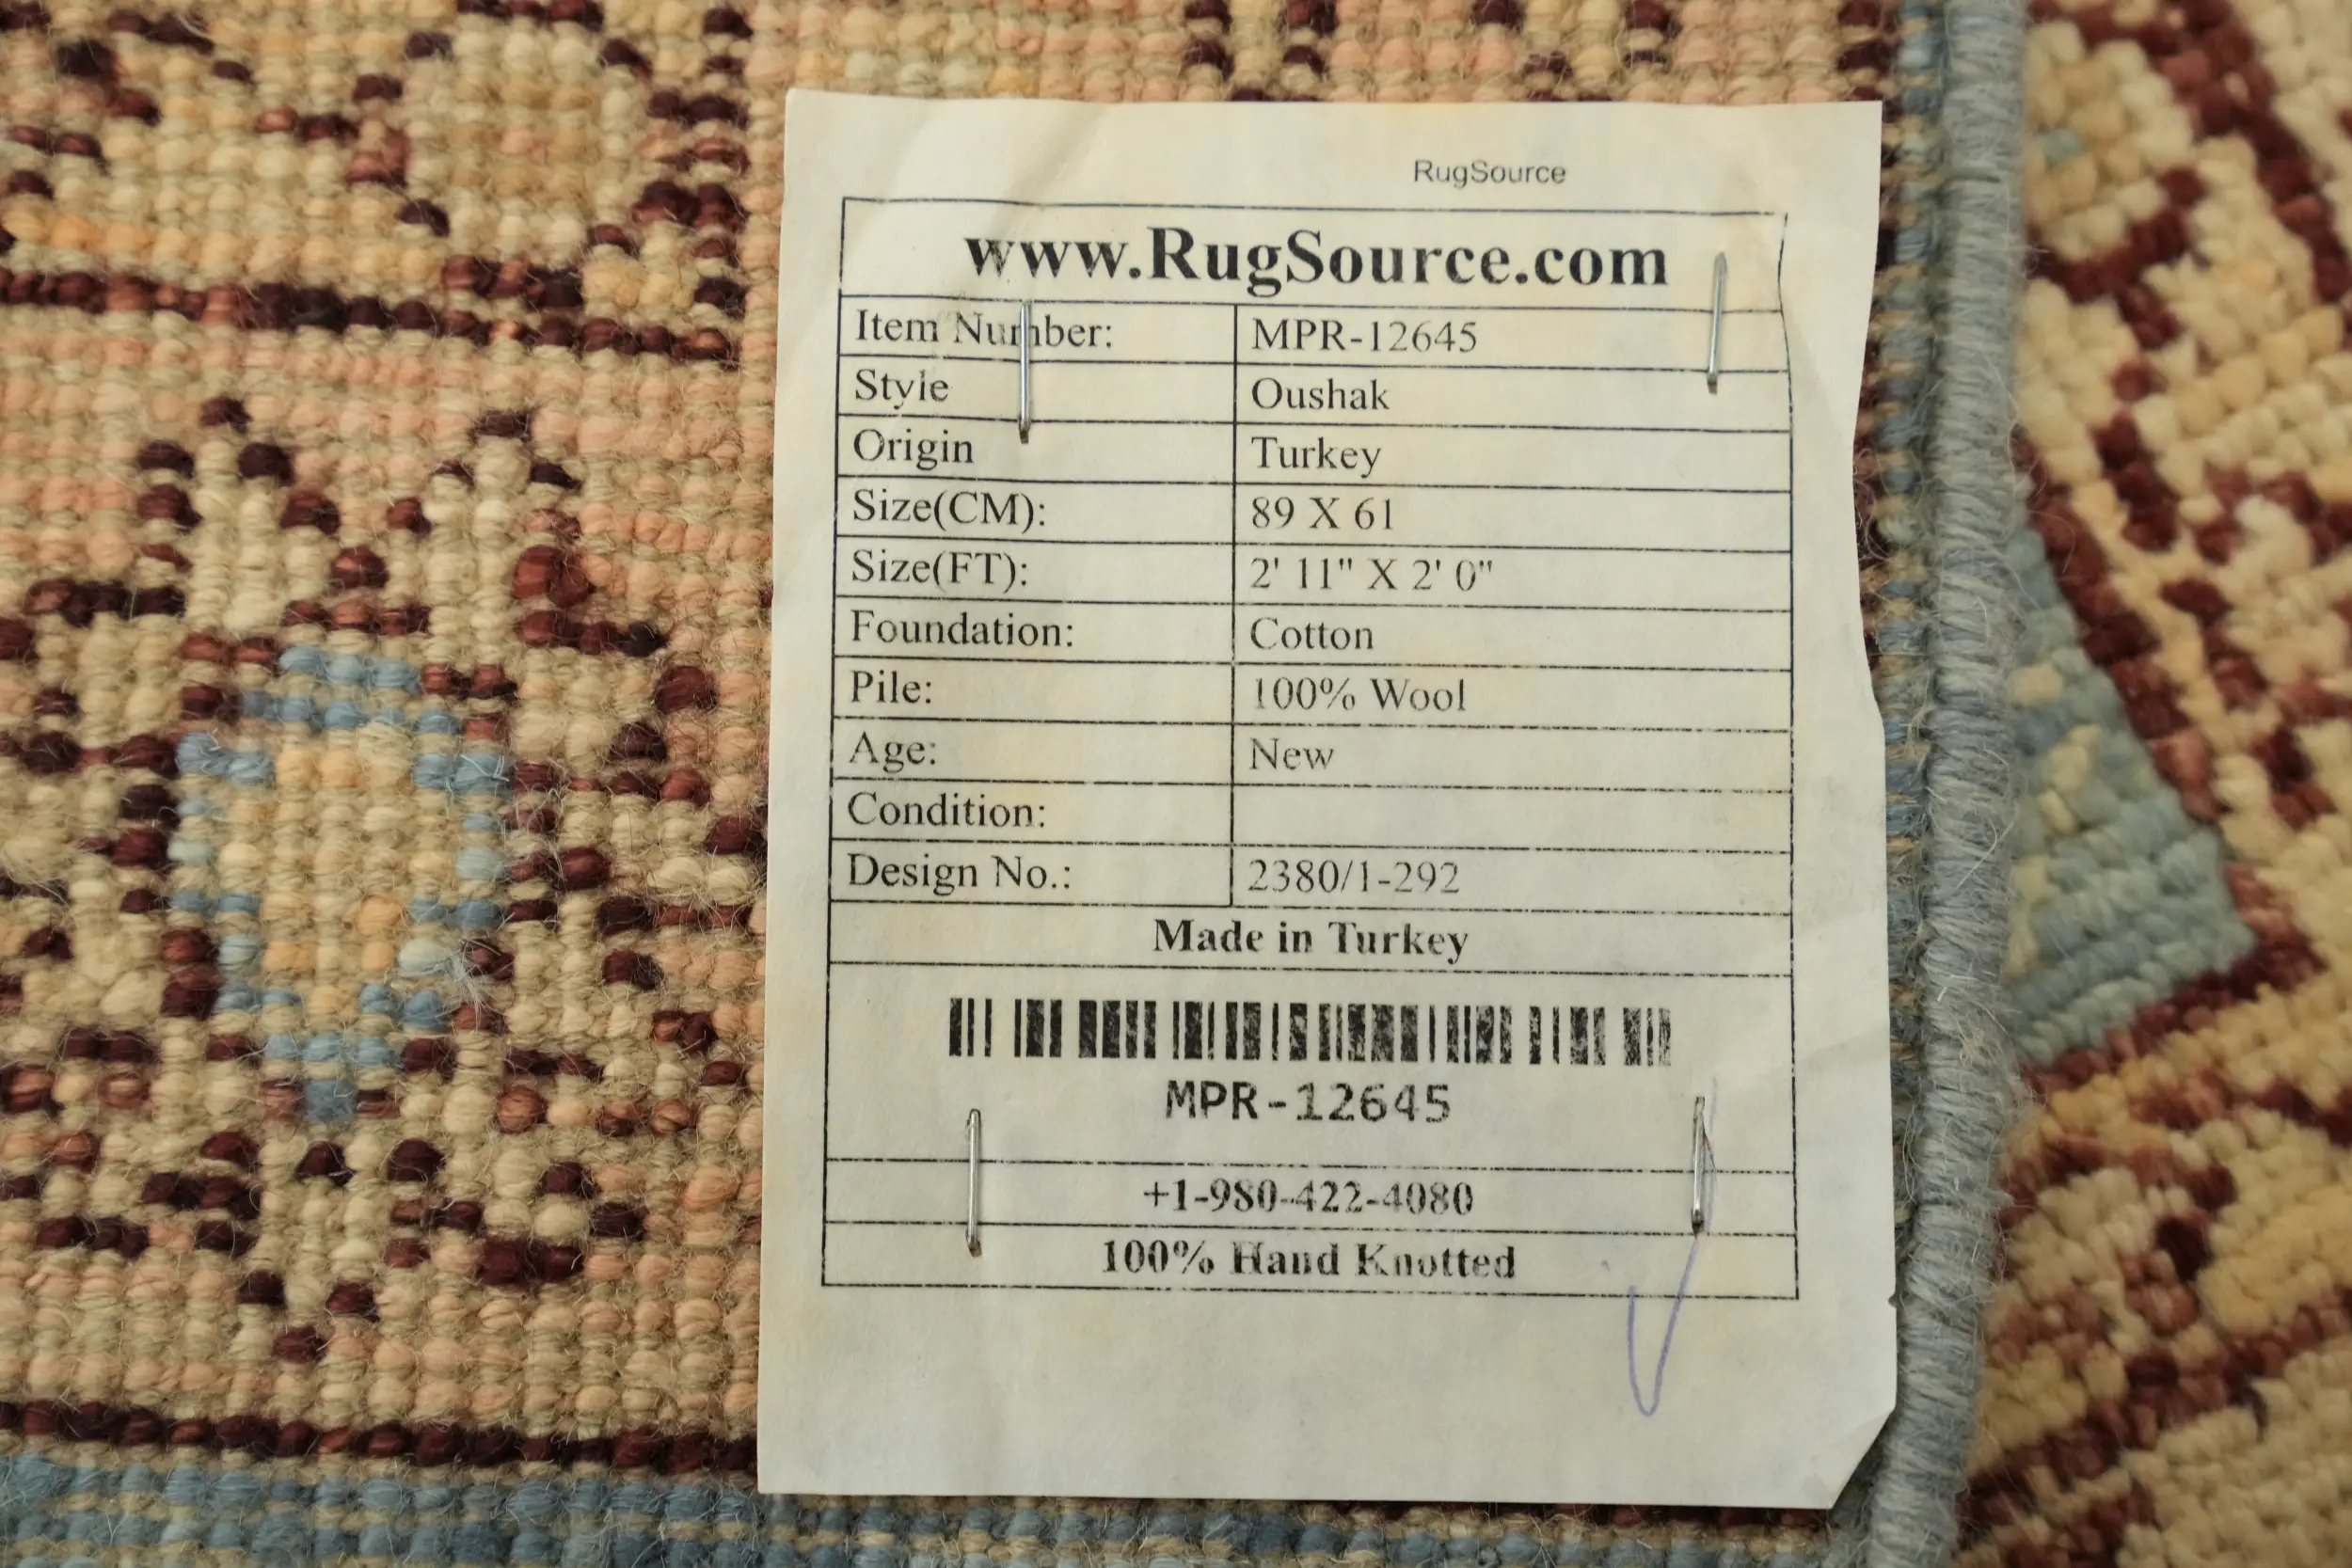 RugSource
www.RugSource.com
Item Number: MPR-12645
Style Oushak
Origin Turkey
Size(CM): 89 X 61
Size(FT): 2' 11" X 2' 0"
Foundation: Cotton
Pile: 100% Wool
Age: New
Condition:
Design No.: 2380/1-292
Made in Turkey
MPR-12645
+1-980-422-4080
100% Hand Knotted